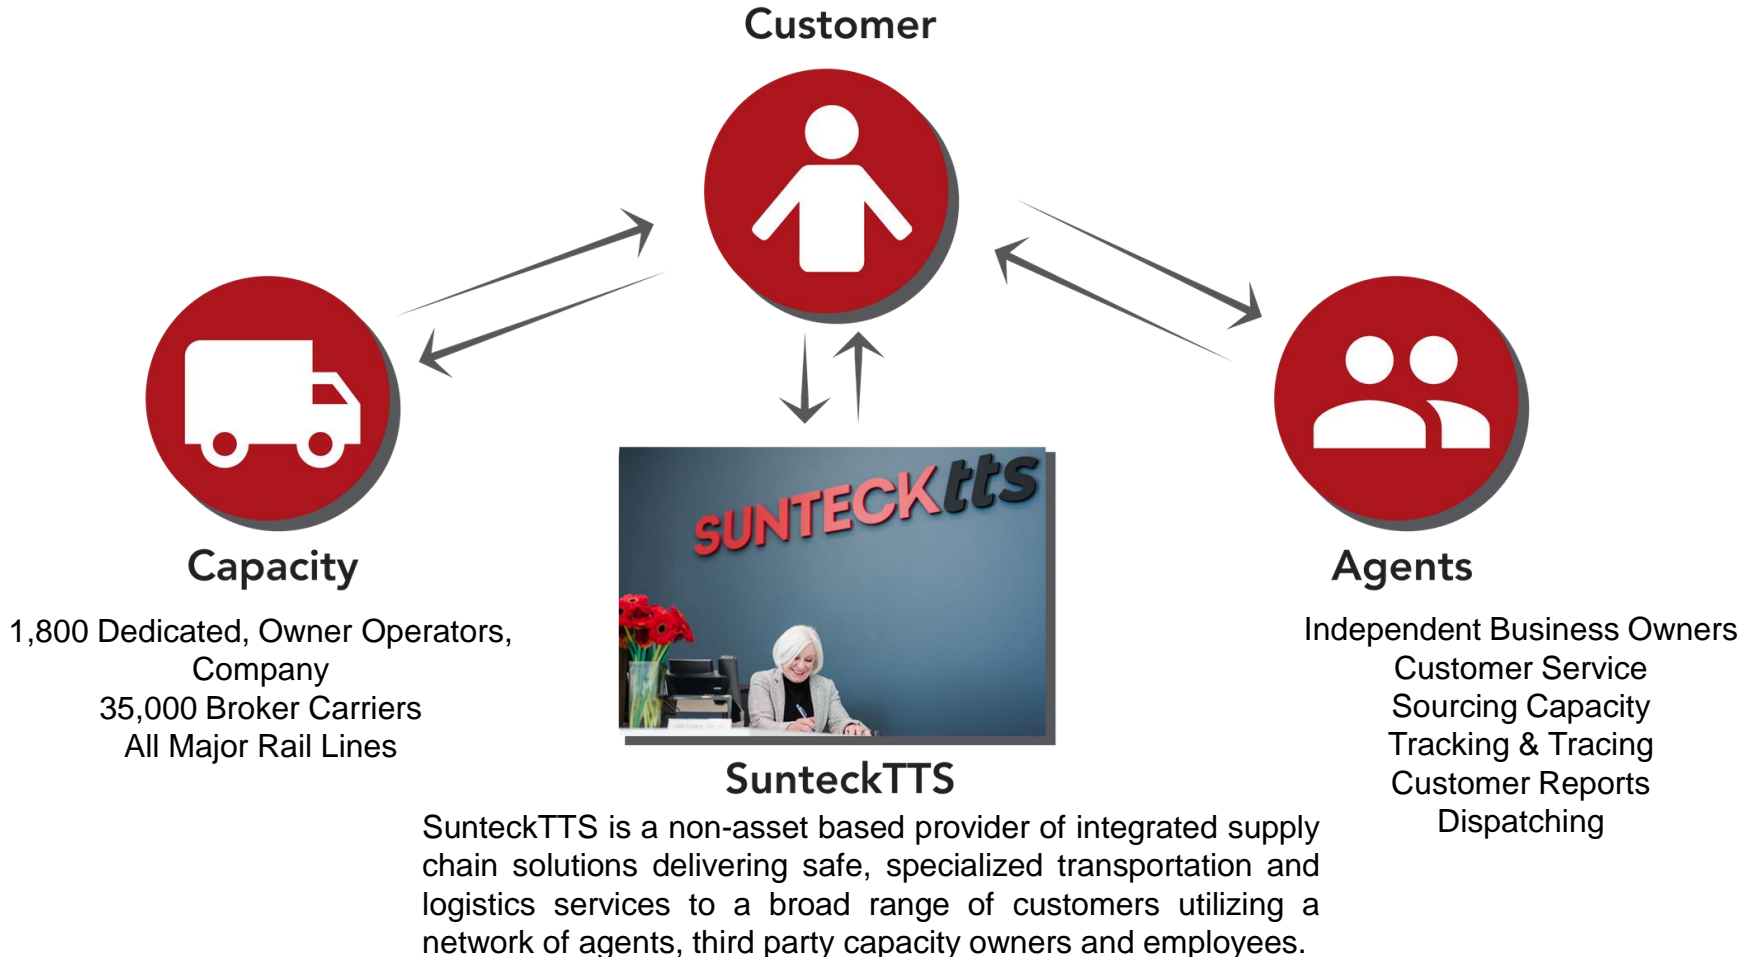 Customer
SUNTECKtts
Capacity
1,800 Dedicated, Owner Operators,
Company
35,000 Broker Carriers
All Major Rail Lines
Agents
Independent Business Owners
Customer Service
Sourcing Capacity
Tracking & Tracing
Customer Reports
Dispatching
SunteckTTS
SunteckTTS is a non-asset based provider of integrated supply
chain solutions delivering safe, specialized transportation and
logistics services to a broad range of customers utilizing a
network of agents, third party capacity owners and employees.